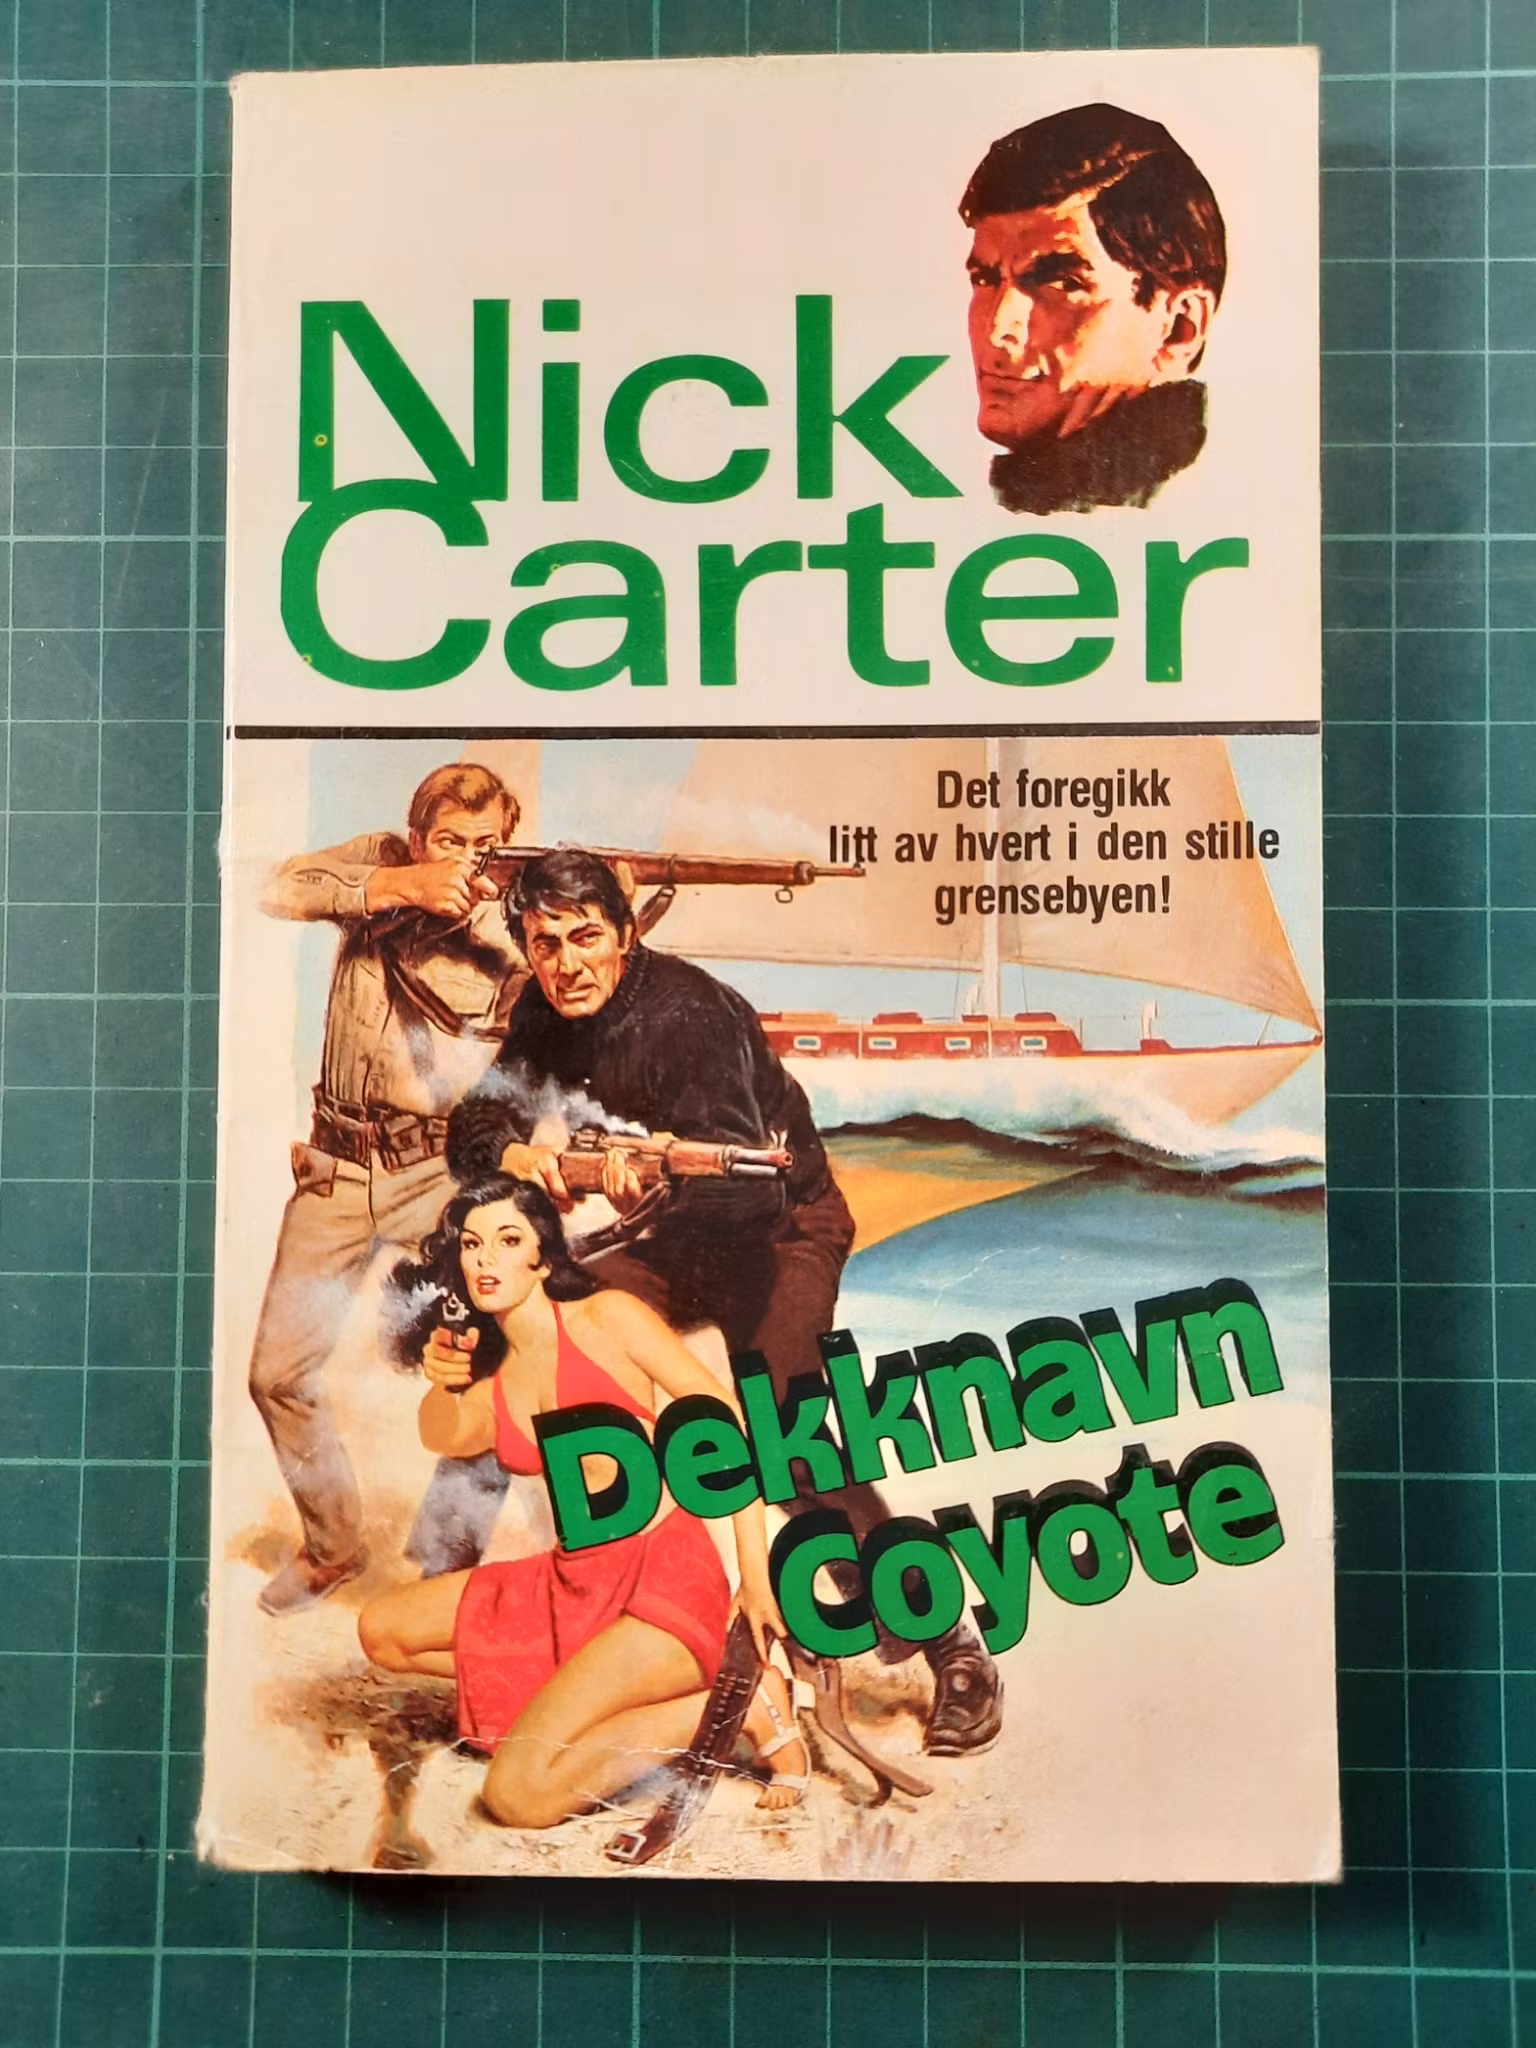 Nick
Carter
Det foregikk
litt av hvert i den stille
grensebyen!
Dekknavn
coyote